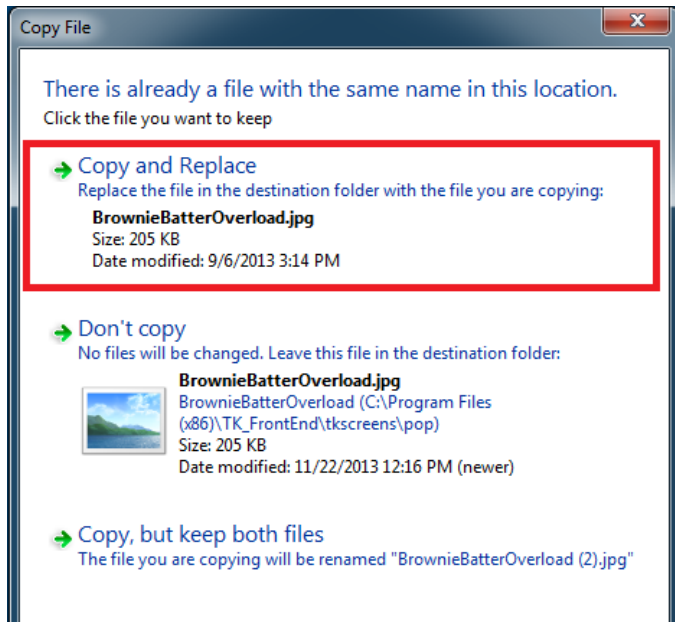 Copy File
There is already a file with the same name in this location.
Click the file you want to keep
Copy and Replace
Replace the file in the destination folder with the file you are copying:
BrownieBatterOverload.jpg
Size: 205 KB
Date modified: 9/6/2013 3:14 PM
Don't copy
No files will be changed. Leave this file in the destination folder:
BrownieBatterOverload.jpg
BrownieBatterOverload (C:\Program Files
(x86)\TK_FrontEnd\tkscreens\pop)
Size: 205 KB
Date modified: 11/22/2013 12:16 PM (newer)
Copy, but keep both files
The file you are copying will be renamed "BrownieBatterOverload (2).jpg"